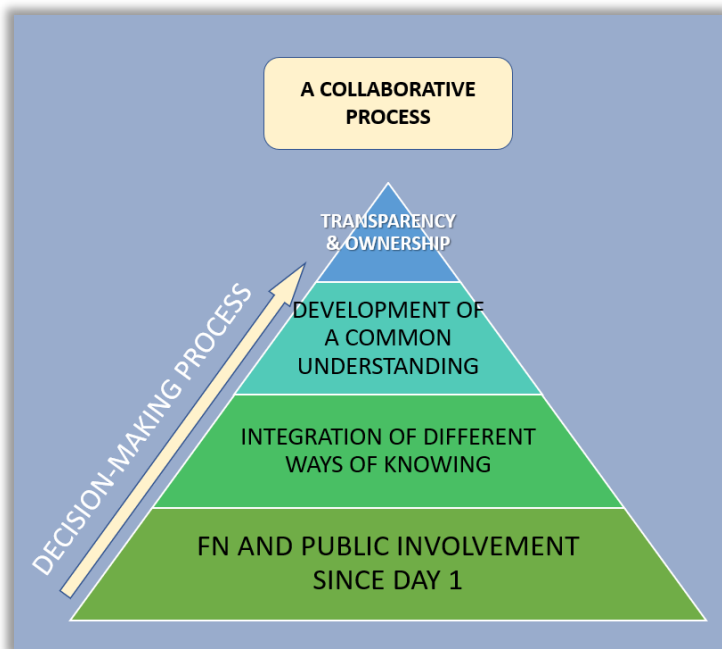 A COLLABORATIVE
PROCESS
TRANSPARENCY
& OWNERSHIP
DEVELOPMENT OF
A COMMON
UNDERSTANDING
INTEGRATION OF DIFFERENT
WAYS OF KNOWING
FN AND PUBLIC INVOLVEMENT
SINCE DAY 1
DECISION-MAKING PROCESS